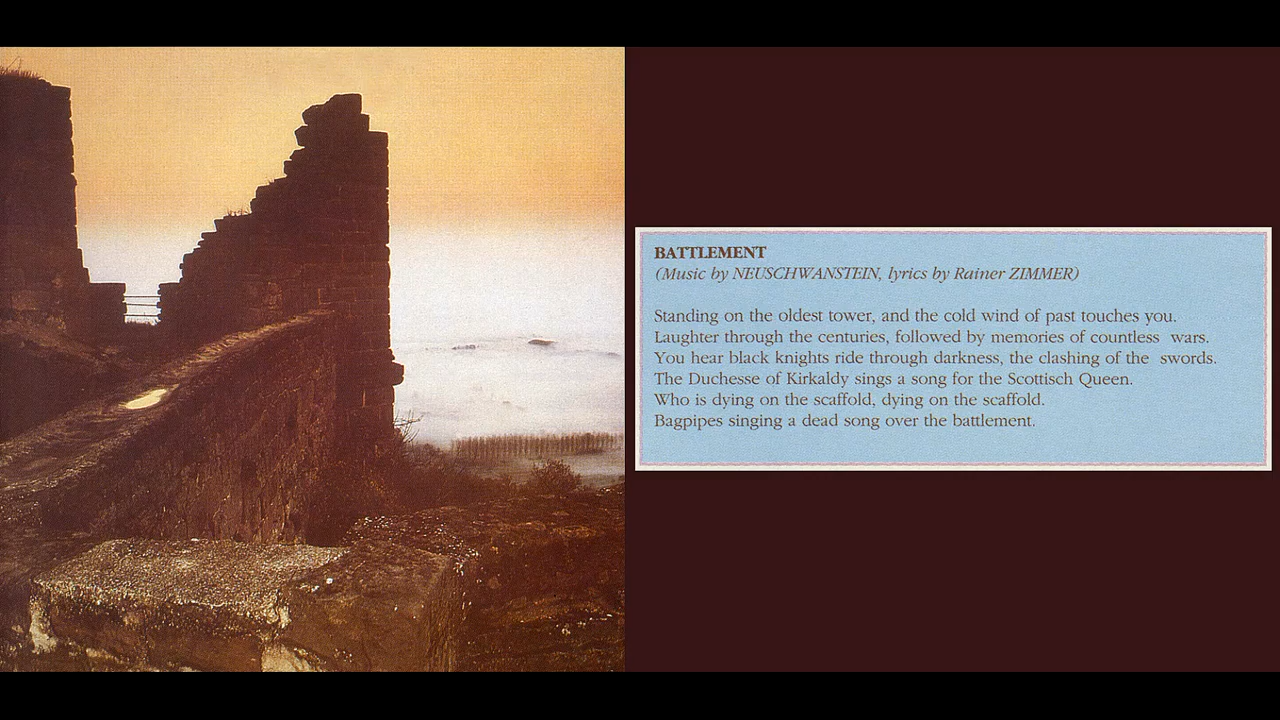 BATTLEMENT
(Music by NEUSCHWANSTEIN, lyrics by Rainer ZIMMER)
Standing on the oldest tower, and the cold wind of past touches you.
Laughter through the centuries, followed by memories of countless wars.
You hear black knights ride through darkness, the clashing of the swords.
The Duchesse of Kirkaldy sings a song for the Scottisch Queen.
Who is dying on the scaffold, dying on the scaffold.
Bagpipes singing a dead song over the battlement.